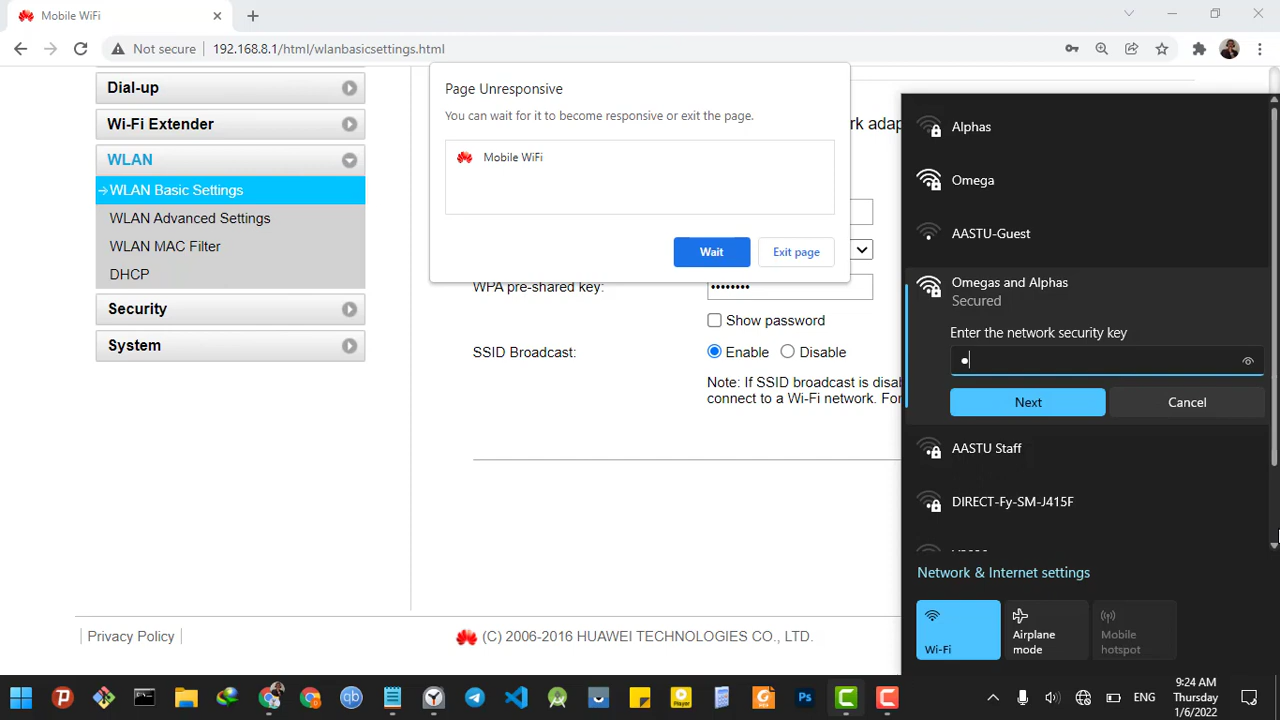 Mobile WiFi
Not secure
192.168.8.1/html/wlanbasicsettings.html
Dial-up
Wi-Fi Extender
WLAN
WLAN Basic Settings
WLAN Advanced Settings
WLAN MAC Filter
DHCP
Security
System
Page Unresponsive
You can wait for it to become responsive or exit the page.
Mobile WiFi
Wait
Exit page
WPA pre-shared key:
••••••••
Show password
SSID Broadcast:
Enable
Disable
Note: If SSID broadcast is
connect to a Wi-Fi network.
Privacy Policy
(C) 2006-2016 HUAWEI TECHNOLOGIES CO., LTD.
Alphas
Omega
AASTU-Guest
Omegas and Alphas
Secured
Enter the network security key
•
Next
Cancel
AASTU Staff
DIRECT-Fy-SM-J415F
Network & Internet settings
Wi-Fi
Airplane
mode
Mobile
hotspot
ENG
9:24 AM
Thursday
1/6/2022